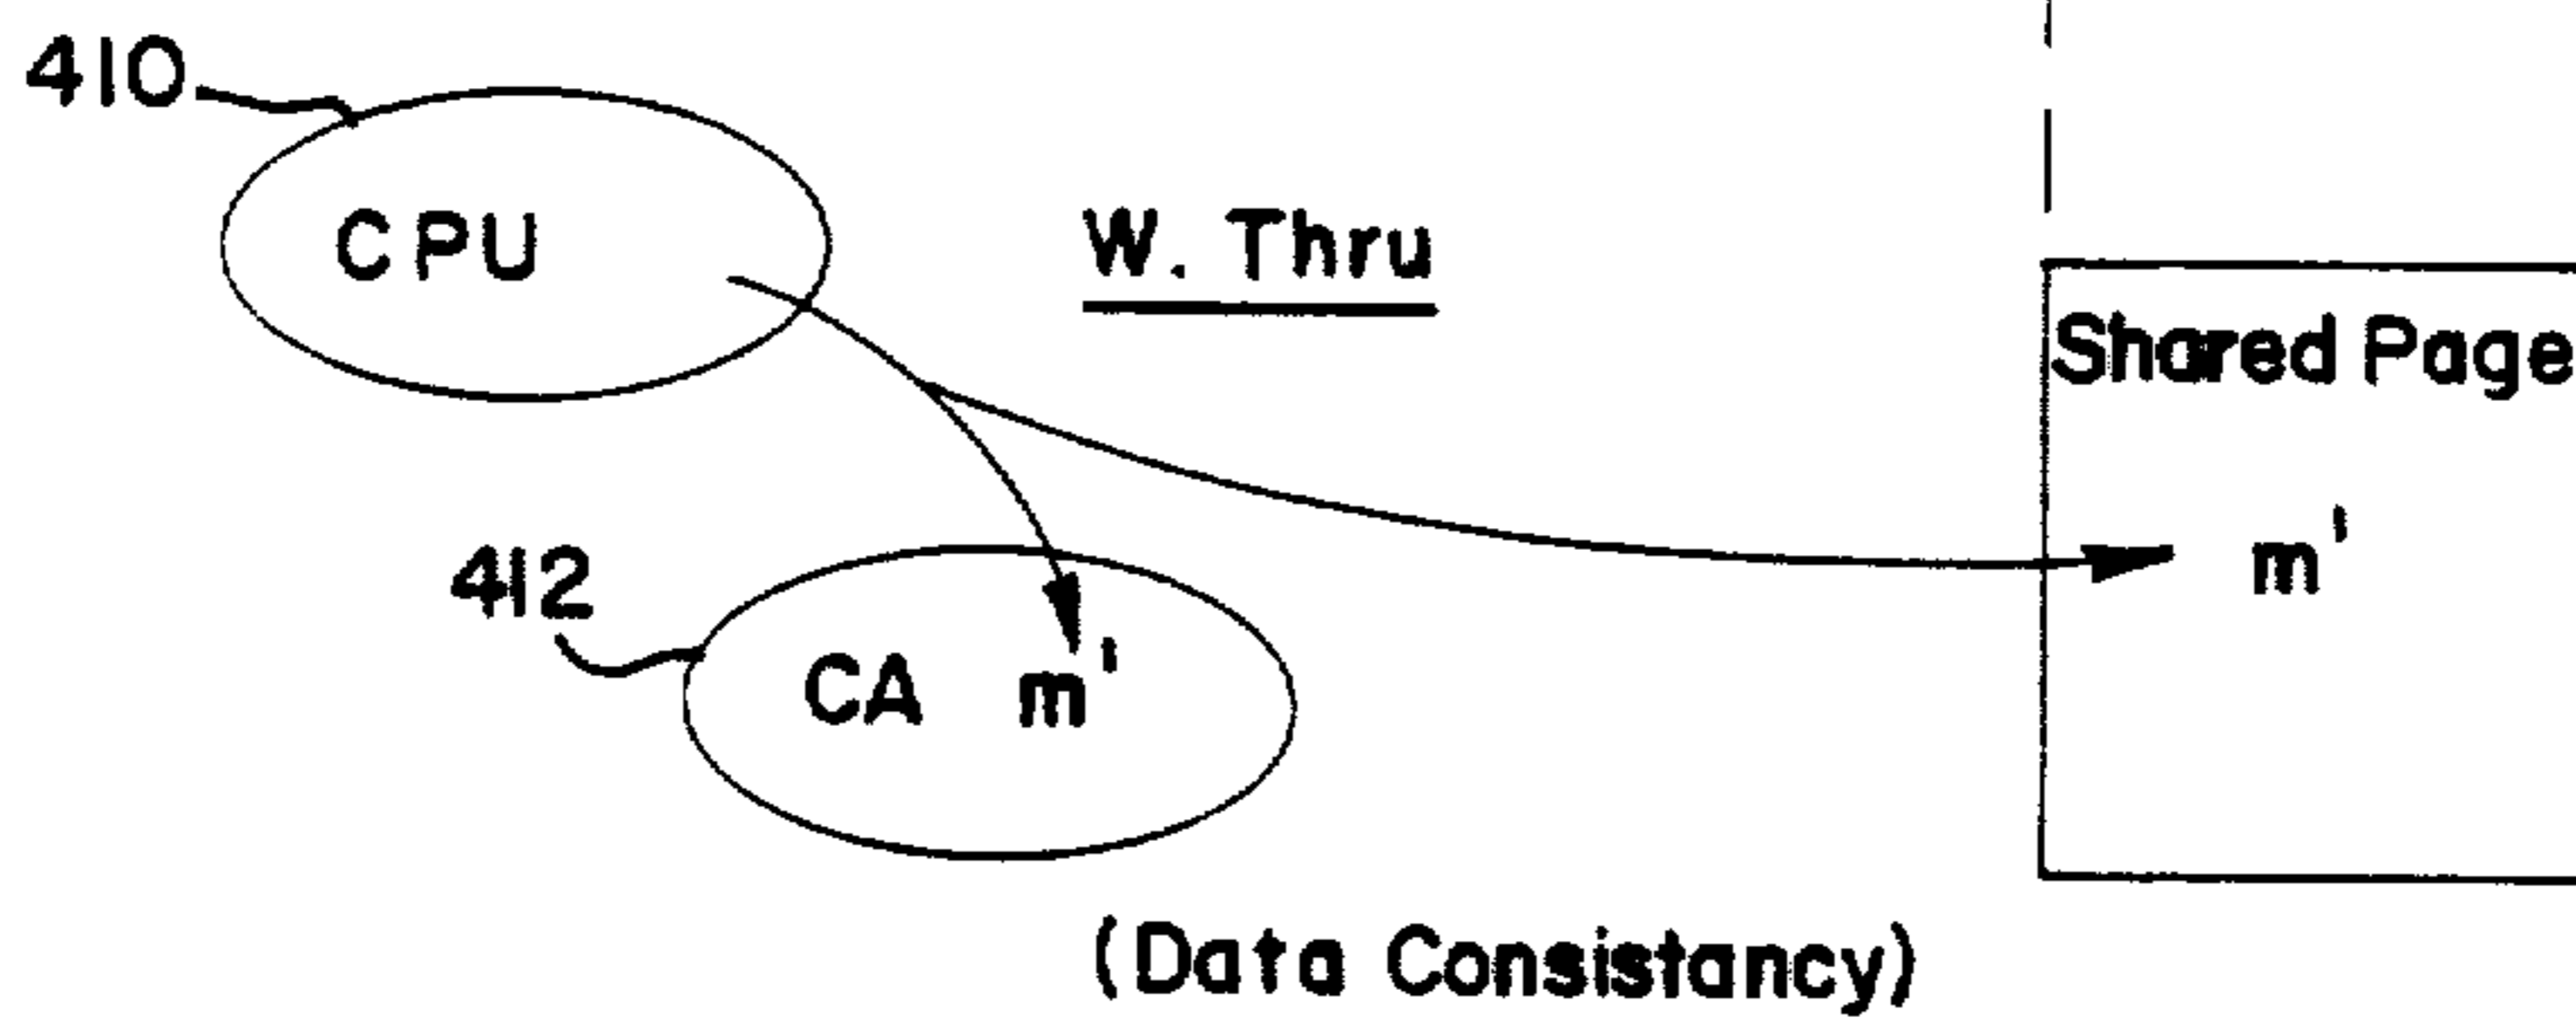 410
CPU
W. Thru
Shared Page
m'
412
CA m'
(Data Consistancy)